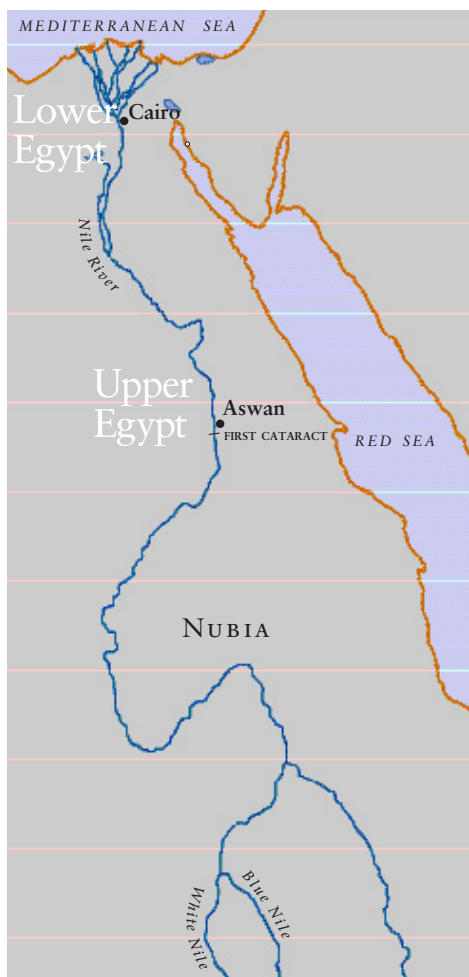 MEDITERRANEAN SEA
Lower
Egypt
Cairo
Nile River
Upper
Egypt
Aswan
FIRST CATARACT
RED SEA
NUBIA
White Nile
Blue Nile